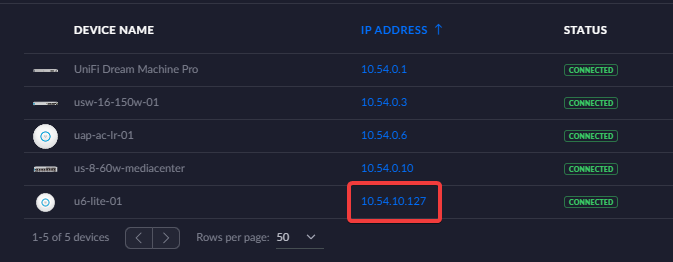 DEVICE NAME IP ADDRESS ↑ STATUS
UniFi Dream Machine Pro 10.54.0.1 CONNECTED
usw-16-150w-01 10.54.0.3 CONNECTED
uap-ac-lr-01 10.54.0.6 CONNECTED
us-8-60w-mediacenter 10.54.0.10 CONNECTED
u6-lite-01 10.54.10.127 CONNECTED
1-5 of 5 devices Rows per page: 50